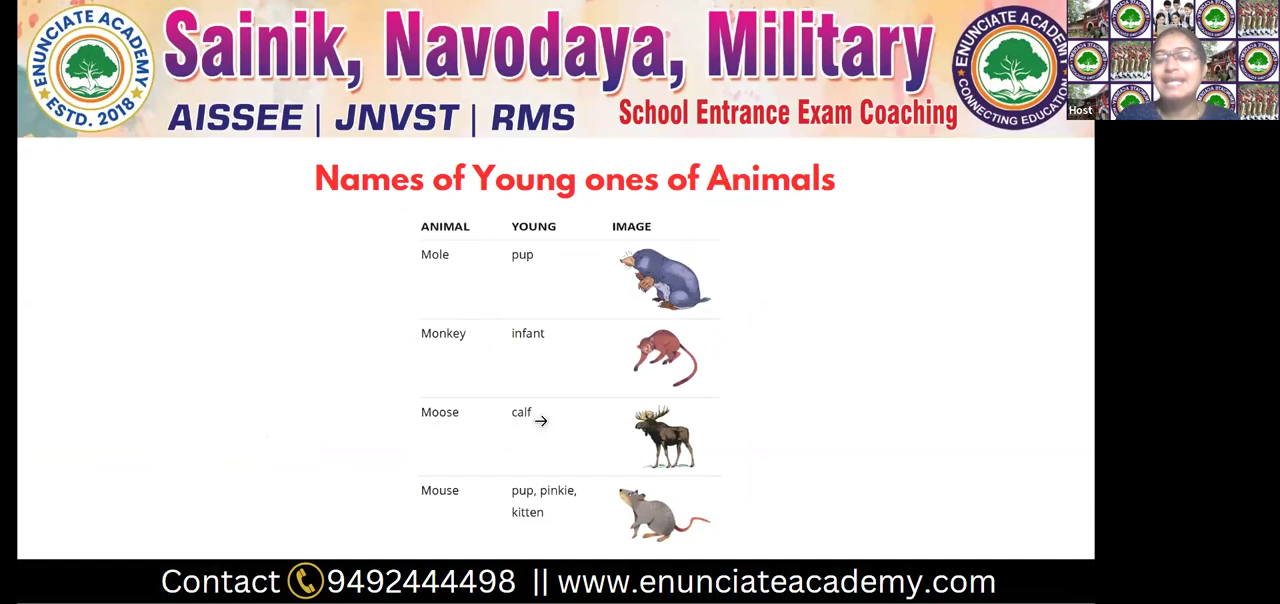 ENUNCIATE ACADEMY
ESTD. 2018
Sainik, Navodaya, Military
AISSEE | JNVST | RMS
School Entrance Exam Coaching
ENUNCIATE ACADEMY
CONNECTING EDUCATION
Host
Names of Young ones of Animals
ANIMAL YOUNG IMAGE
Mole pup
Monkey infant
Moose calf
Mouse pup, pinkie,
kitten
Contact 9492444498 || www.enunciateacademy.com